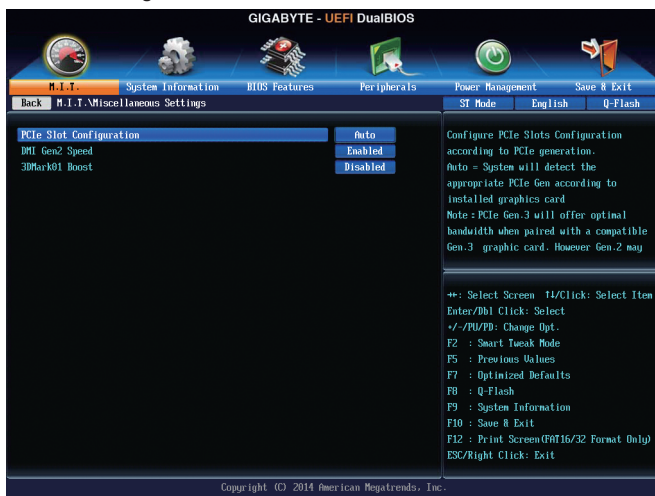 GIGABYTE - UEFI DualBIOS
M.I.T. System Information BIOS Features Peripherals Power Management Save & Exit
Back M.I.T.\Miscellaneous Settings ST Mode English Q-Flash
PCIe Slot Configuration Auto
DMI Gen2 Speed Enabled
3DMark01 Boost Disabled
Configure PCIe Slots Configuration
according to PCIe generation.
Auto = System will detect the
appropriate PCIe Gen according to
installed graphics card
Note : PCIe Gen.3 will offer optimal
bandwidth when paired with a compatible
Gen.3 graphic card. However Gen.2 may
→←: Select Screen ↑↓/Click: Select Item
Enter/Dbl Click: Select
+/-/PU/PD: Change Opt.
F2 : Smart Tweak Mode
F5 : Previous Values
F7 : Optimized Defaults
F8 : Q-Flash
F9 : System Information
F10 : Save & Exit
F12 : Print Screen(FAT16/32 Format Only)
ESC/Right Click: Exit
Copyright (C) 2014 American Megatrends, Inc.